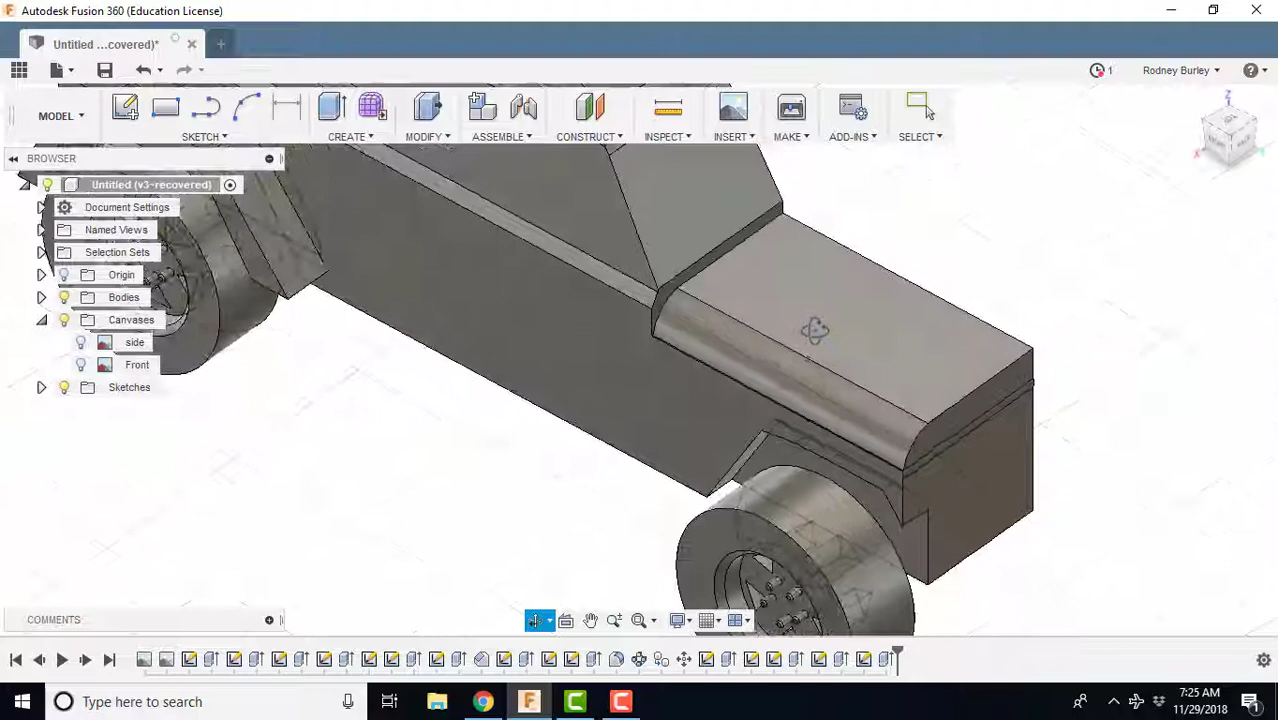 Autodesk Fusion 360 (Education License)
Untitled ...covered)*
Rodney Burley
1
MODEL
SKETCH
CREATE
MODIFY
ASSEMBLE
CONSTRUCT
INSPECT
INSERT
MAKE
ADD-INS
SELECT
Z
X
BROWSER
Untitled (v3~recovered)
Document Settings
Named Views
Selection Sets
Origin
Bodies
Canvases
side
Front
Sketches
COMMENTS
Type here to search
7:25 AM
11/29/2018
1